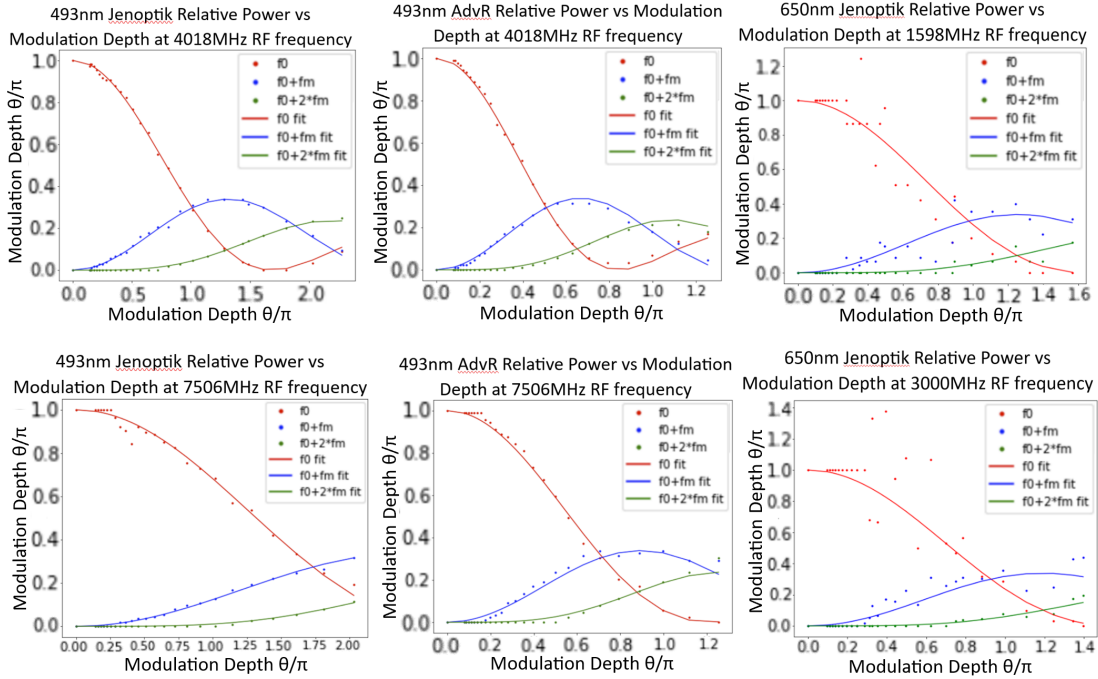 493nm Jenoptik Relative Power vs
Modulation Depth at 4018MHz RF frequency
Modulation Depth θ/π
1.0
0.8
0.6
0.4
0.2
0.0
f0
f0+fm
f0+2*fm
f0 fit
f0+fm fit
f0+2*fm fit
0.0 0.5 1.0 1.5 2.0
Modulation Depth θ/π
493nm AdvR Relative Power vs Modulation
Depth at 4018MHz RF frequency
Modulation Depth θ/π
1.0
0.8
0.6
0.4
0.2
0.0
f0
f0+fm
f0+2*fm
f0 fit
f0+fm fit
f0+2*fm fit
0.0 0.2 0.4 0.6 0.8 1.0 1.2
Modulation Depth θ/π
650nm Jenoptik Relative Power vs
Modulation Depth at 1598MHz RF frequency
Modulation Depth θ/π
1.2
1.0
0.8
0.6
0.4
0.2
0.0
f0
f0+fm
f0+2*fm
f0 fit
f0+fm fit
f0+2*fm fit
0.0 0.2 0.4 0.6 0.8 1.0 1.2 1.4 1.6
Modulation Depth θ/π
493nm Jenoptik Relative Power vs
Modulation Depth at 7506MHz RF frequency
Modulation Depth θ/π
1.0
0.8
0.6
0.4
0.2
0.0
f0
f0+fm
f0+2*fm
f0 fit
f0+fm fit
f0+2*fm fit
0.00 0.25 0.50 0.75 1.00 1.25 1.50 1.75 2.00
Modulation Depth θ/π
493nm AdvR Relative Power vs Modulation
Depth at 7506MHz RF frequency
Modulation Depth θ/π
1.0
0.8
0.6
0.4
0.2
0.0
f0
f0+fm
f0+2*fm
f0 fit
f0+fm fit
f0+2*fm fit
0.0 0.2 0.4 0.6 0.8 1.0 1.2
Modulation Depth θ/π
650nm Jenoptik Relative Power vs
Modulation Depth at 3000MHz RF frequency
Modulation Depth θ/π
1.4
1.2
1.0
0.8
0.6
0.4
0.2
0.0
f0
f0+fm
f0+2*fm
f0 fit
f0+fm fit
f0+2*fm fit
0.0 0.2 0.4 0.6 0.8 1.0 1.2 1.4
Modulation Depth θ/π